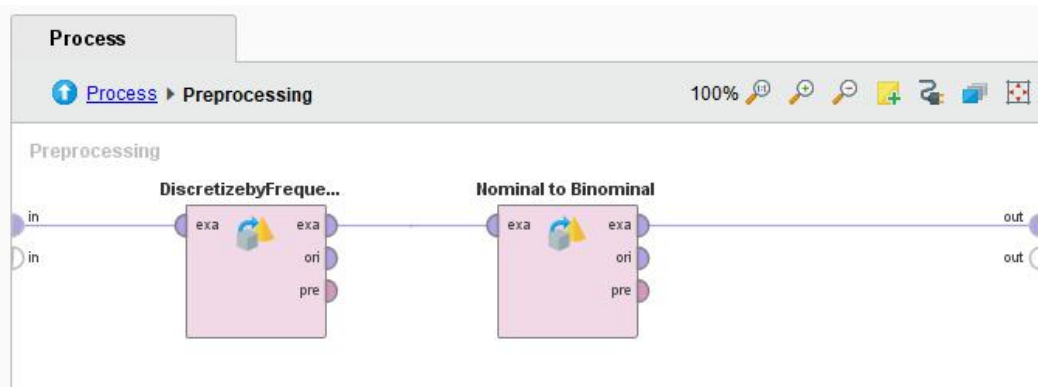 Process
Process ▸ Preprocessing 100%
Preprocessing
DiscretizebyFreque... Nominal to Binominal
in exa exa exa exa out
in ori ori out
pre pre